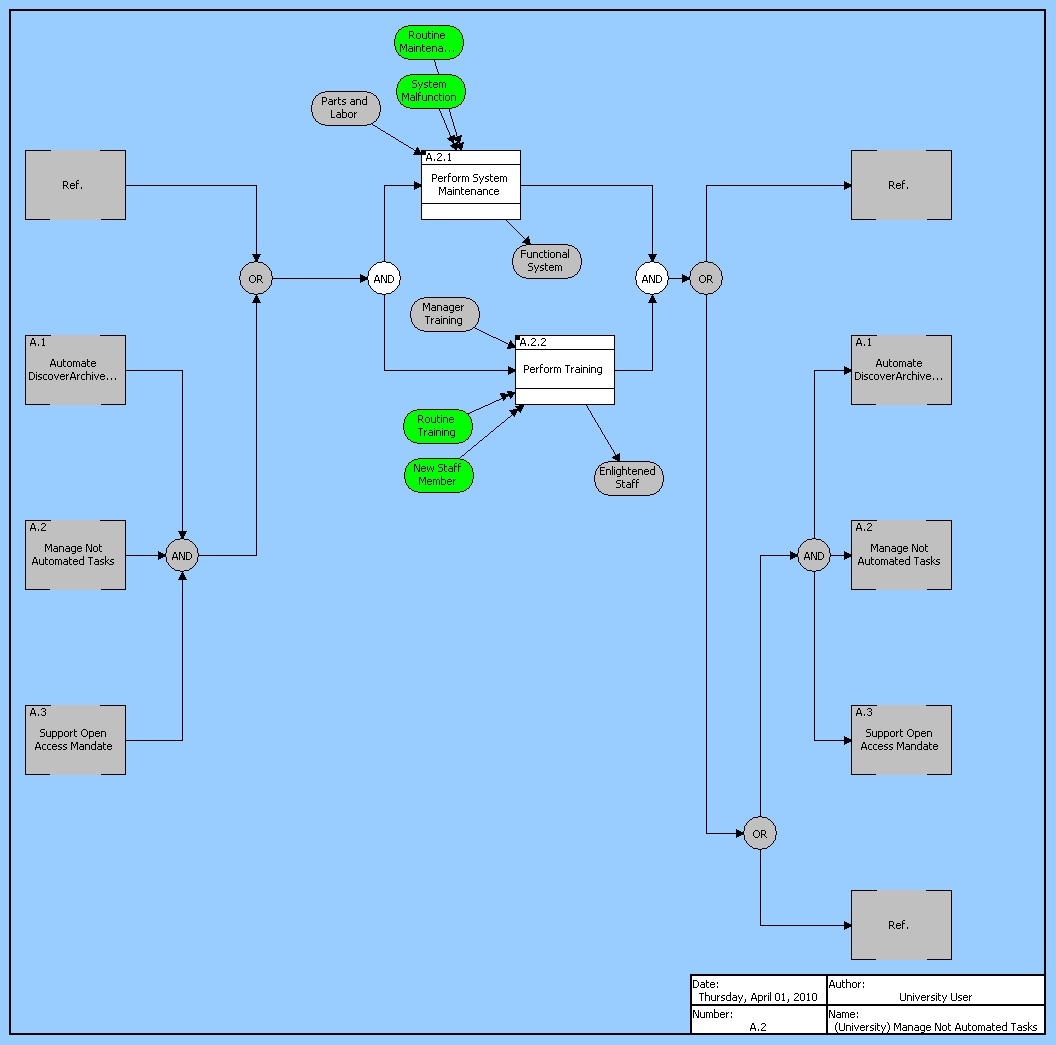 Routine
Maintena...
System
Malfunction
Parts and
Labor
A.2.1
Perform System
Maintenance
Ref.
Ref.
Functional
System
OR
AND
AND
OR
Manager
Training
A.1
Automate
DiscoverArchive...
A.2.2
Perform Training
A.1
Automate
DiscoverArchive...
Routine
Training
New Staff
Member
Enlightened
Staff
A.2
Manage Not
Automated Tasks
AND
AND
A.2
Manage Not
Automated Tasks
A.3
Support Open
Access Mandate
A.3
Support Open
Access Mandate
OR
Ref.
Date:
Thursday, April 01, 2010
Author:
University User
Number:
A.2
Name:
(University) Manage Not Automated Tasks